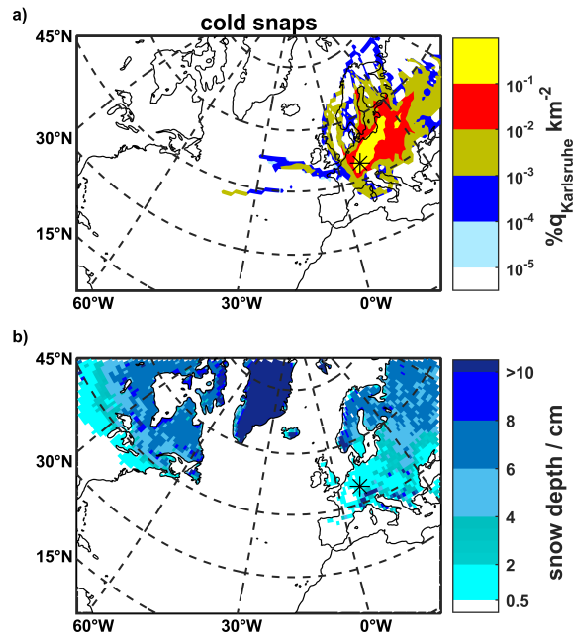 cold snaps
a)
45°N
30°N
15°N
60°W
30°W
0°W
10⁻¹
10⁻²
10⁻³
10⁻⁴
10⁻⁵
%q_Karlsruhe km⁻²
b)
45°N
30°N
15°N
60°W
30°W
0°W
>10
8
6
4
2
0.5
snow depth / cm